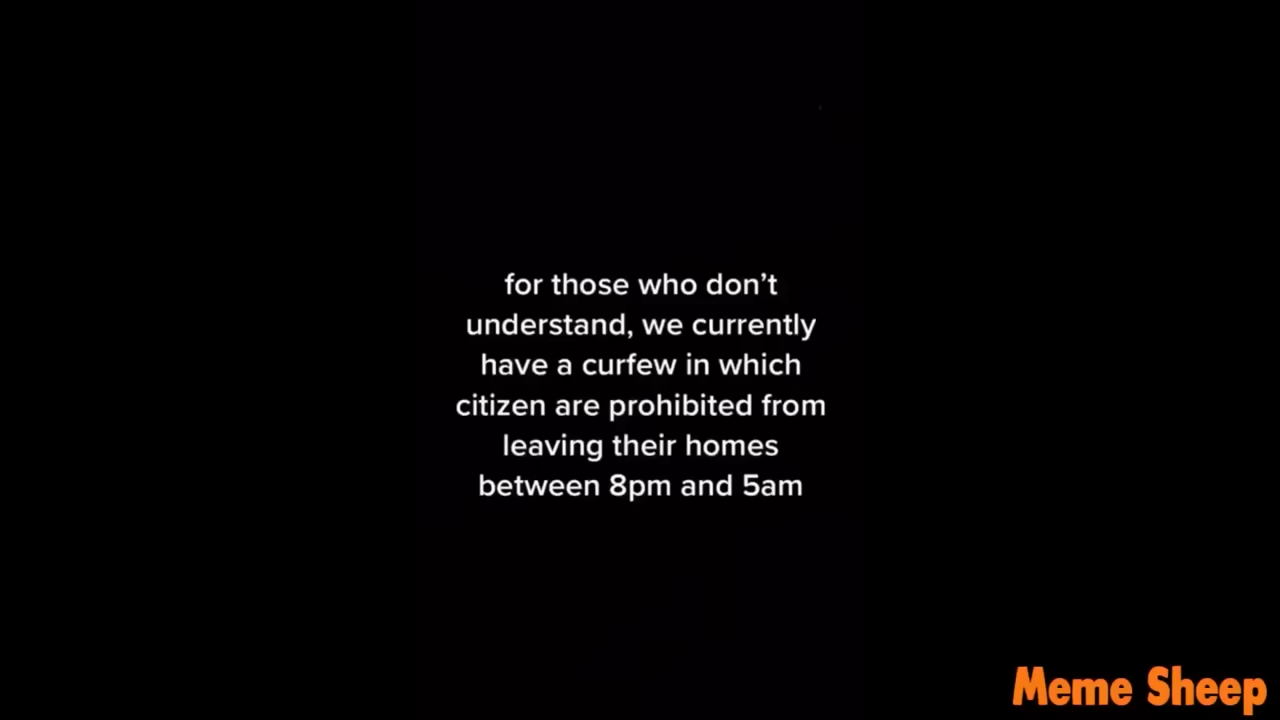 for those who don’t
understand, we currently
have a curfew in which
citizen are prohibited from
leaving their homes
between 8pm and 5am
Meme Sheep